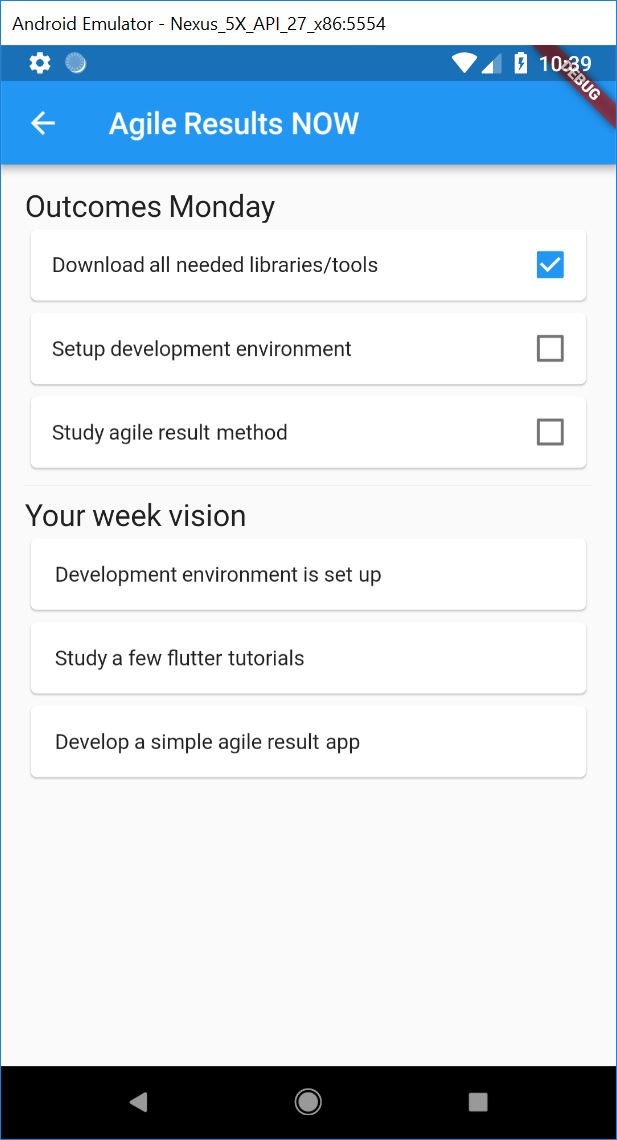 Android Emulator - Nexus_5X_API_27_x86:5554
10:39
DEBUG
Agile Results NOW
Outcomes Monday
Download all needed libraries/tools
Setup development environment
Study agile result method
Your week vision
Development environment is set up
Study a few flutter tutorials
Develop a simple agile result app